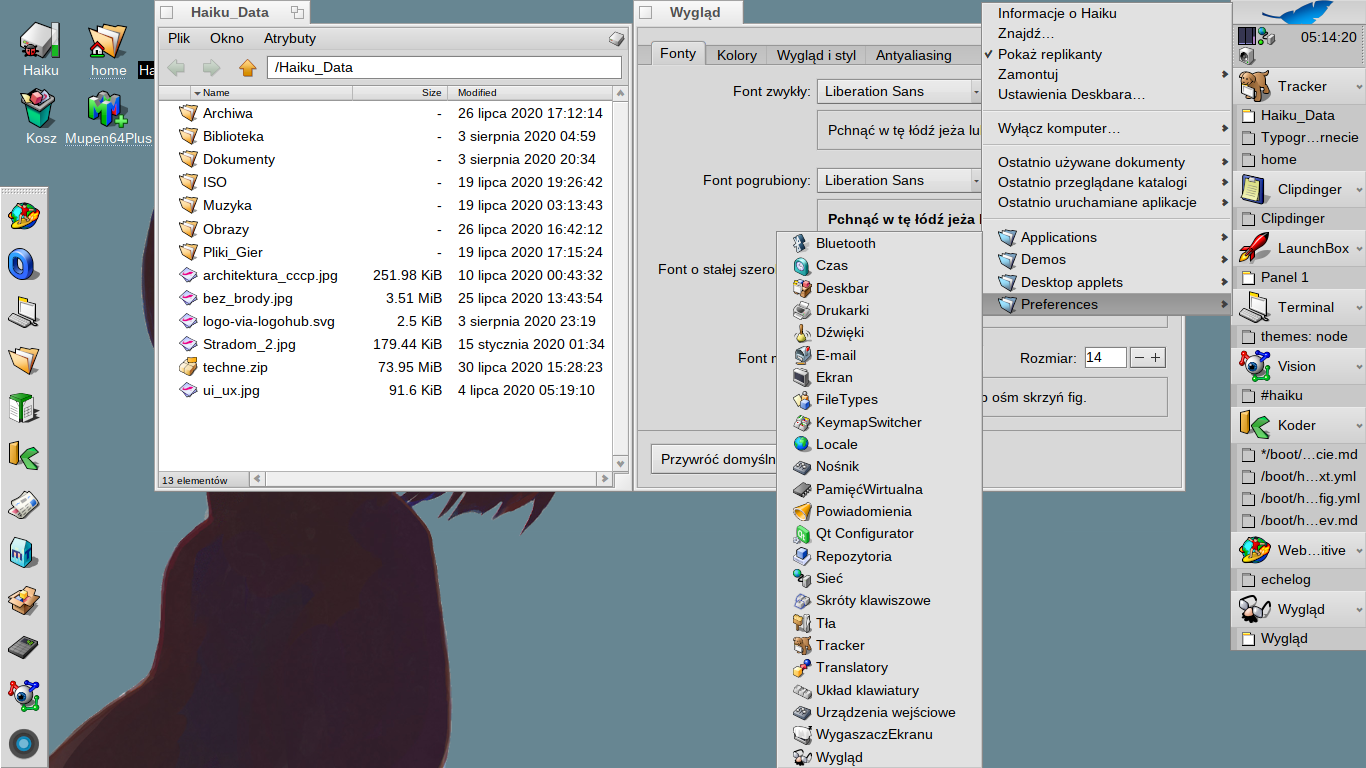 Haiku
home
Ha
Kosz
Mupen64Plus
Haiku_Data
Plik Okno Atrybuty
/Haiku_Data
Name Size Modified
Archiwa - 26 lipca 2020 17:12:14
Biblioteka - 3 sierpnia 2020 04:59
Dokumenty - 3 sierpnia 2020 20:34
ISO - 19 lipca 2020 19:26:42
Muzyka - 19 lipca 2020 03:13:43
Obrazy - 26 lipca 2020 16:42:12
Pliki_Gier - 19 lipca 2020 17:15:24
architektura_cccp.jpg 251.98 KiB 10 lipca 2020 00:43:32
bez_brody.jpg 3.51 MiB 25 lipca 2020 13:43:54
logo-via-logohub.svg 2.5 KiB 3 sierpnia 2020 23:19
Stradom_2.jpg 179.44 KiB 15 stycznia 2020 01:34
techne.zip 73.95 MiB 30 lipca 2020 15:28:23
ui_ux.jpg 91.6 KiB 4 lipca 2020 05:19:10
13 elementów
Wygląd
Fonty Kolory Wygląd i styl Antyaliasing
Font zwykły: Liberation Sans
Pchnąć w tę łódź jeża lu
Font pogrubiony: Liberation Sans
Pchnąć w tę łódź jeża l
Font o stałej szero
Font m
Rozmiar: 14
ośm skrzyń fig.
Przywróć domyśln
Informacje o Haiku
Znajdź…
Pokaż replikanty
Zamontuj
Ustawienia Deskbara…
Wyłącz komputer…
Ostatnio używane dokumenty
Ostatnio przeglądane katalogi
Ostatnio uruchamiane aplikacje
Applications
Demos
Desktop applets
Preferences
Bluetooth
Czas
Deskbar
Drukarki
Dźwięki
E-mail
Ekran
FileTypes
KeymapSwitcher
Locale
Nośnik
PamięćWirtualna
Powiadomienia
Qt Configurator
Repozytoria
Sieć
Skróty klawiszowe
Tła
Tracker
Translatory
Układ klawiatury
Urządzenia wejściowe
WygaszaczEkranu
Wygląd
05:14:20
Tracker
Haiku_Data
Typogr…rnecie
home
Clipdinger
Clipdinger
LaunchBox
Panel 1
Terminal
themes: node
Vision
#haiku
Koder
*/boot/…cie.md
/boot/h…xt.yml
/boot/h…fig.yml
/boot/h…ev.md
Web…itive
echelog
Wygląd
Wygląd